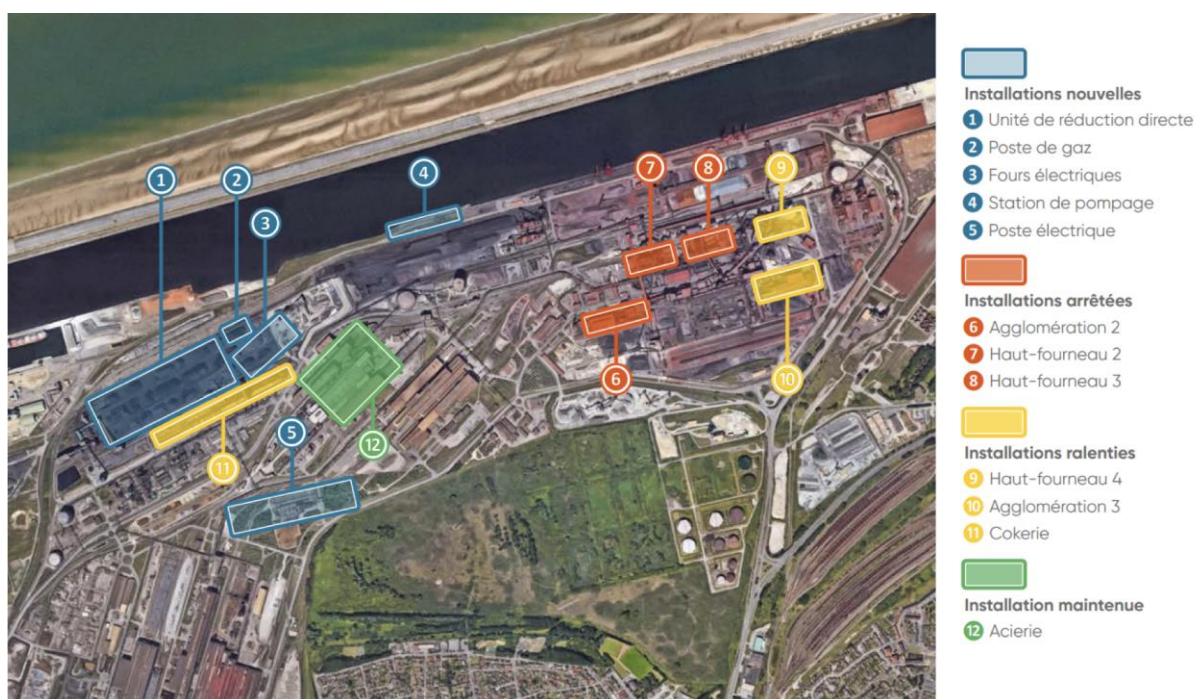 1
2
3
4
5
6
7
8
9
10
11
12
Installations nouvelles
1 Unité de réduction directe
2 Poste de gaz
3 Fours électriques
4 Station de pompage
5 Poste électrique
Installations arrêtées
6 Agglomération 2
7 Haut-fourneau 2
8 Haut-fourneau 3
Installations ralenties
9 Haut-fourneau 4
10 Agglomération 3
11 Cokerie
Installation maintenue
12 Acierie